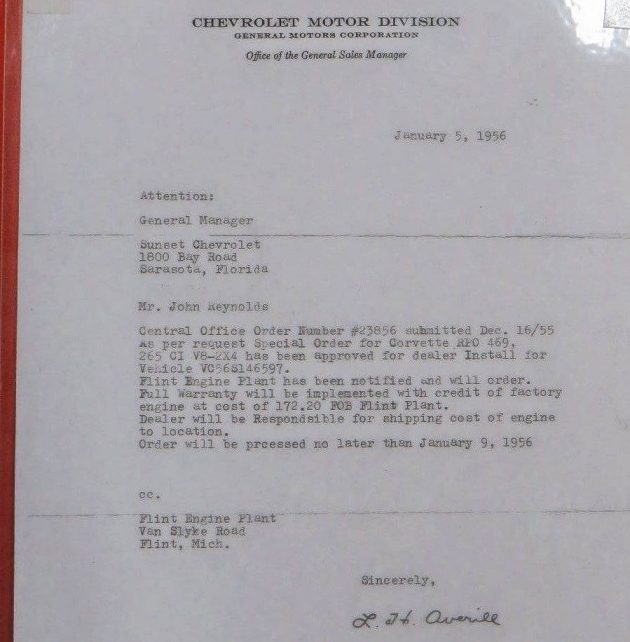 CHEVROLET MOTOR DIVISION
GENERAL MOTORS CORPORATION
Office of the General Sales Manager
January 5, 1956
Attention:
General Manager
Sunset Chevrolet
1800 Bay Road
Sarasota, Florida
Mr. John Reynolds
Central Office Order Number #23856 submitted Dec. 16/55
As per request Special Order for Corvette RPO 469,
265 CI V8-2X4 has been approved for dealer Install for
Vehicle VC56S146597.
Flint Engine Plant has been notified and will order.
Full Warranty will be implemented with credit of factory
engine at cost of 172.20 FOB Flint Plant.
Dealer will be Respondsible for shipping cost of engine
to location.
Order will be prcessed no later than January 9, 1956
cc.
Flint Engine Plant
Van Slyke Road
Flint, Mich.
Sincerely,
L. H. Averill